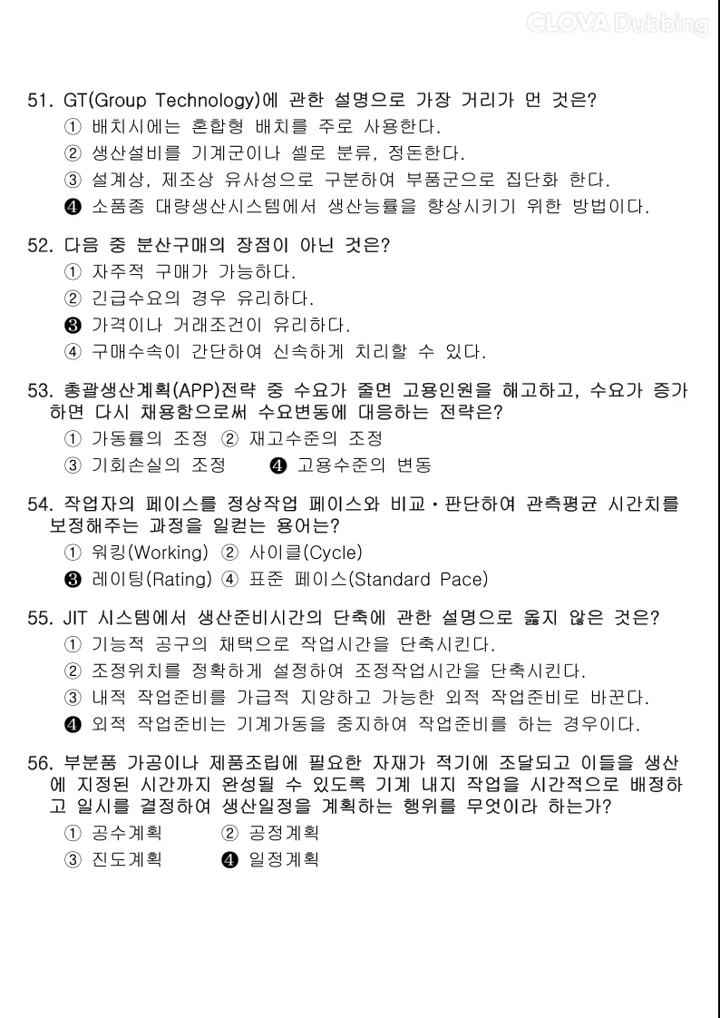 CLOVA Dubbing
51. GT(Group Technology)에 관한 설명으로 가장 거리가 먼 것은?
① 배치시에는 혼합형 배치를 주로 사용한다.
② 생산설비를 기계군이나 셀로 분류, 정돈한다.
③ 설계상, 제조상 유사성으로 구분하여 부품군으로 집단화 한다.
❹ 소품종 대량생산시스템에서 생산능률을 향상시키기 위한 방법이다.
52. 다음 중 분산구매의 장점이 아닌 것은?
① 자주적 구매가 가능하다.
② 긴급수요의 경우 유리하다.
❸ 가격이나 거래조건이 유리하다.
④ 구매수속이 간단하여 신속하게 치리할 수 있다.
53. 총괄생산계획(APP)전략 중 수요가 줄면 고용인원을 해고하고, 수요가 증가
하면 다시 채용함으로써 수요변동에 대응하는 전략은?
① 가동률의 조정 ② 재고수준의 조정
③ 기회손실의 조정 ❹ 고용수준의 변동
54. 작업자의 페이스를 정상작업 페이스와 비교·판단하여 관측평균 시간치를
보정해주는 과정을 일컫는 용어는?
① 워킹(Working) ② 사이클(Cycle)
❸ 레이팅(Rating) ④ 표준 페이스(Standard Pace)
55. JIT 시스템에서 생산준비시간의 단축에 관한 설명으로 옳지 않은 것은?
① 기능적 공구의 채택으로 작업시간을 단축시킨다.
② 조정위치를 정확하게 설정하여 조정작업시간을 단축시킨다.
③ 내적 작업준비를 가급적 지양하고 가능한 외적 작업준비로 바꾼다.
❹ 외적 작업준비는 기계가동을 중지하여 작업준비를 하는 경우이다.
56. 부분품 가공이나 제품조립에 필요한 자재가 적기에 조달되고 이들을 생산
에 지정된 시간까지 완성될 수 있도록 기계 내지 작업을 시간적으로 배정하
고 일시를 결정하여 생산일정을 계획하는 행위를 무엇이라 하는가?
① 공수계획 ② 공정계획
③ 진도계획 ❹ 일정계획